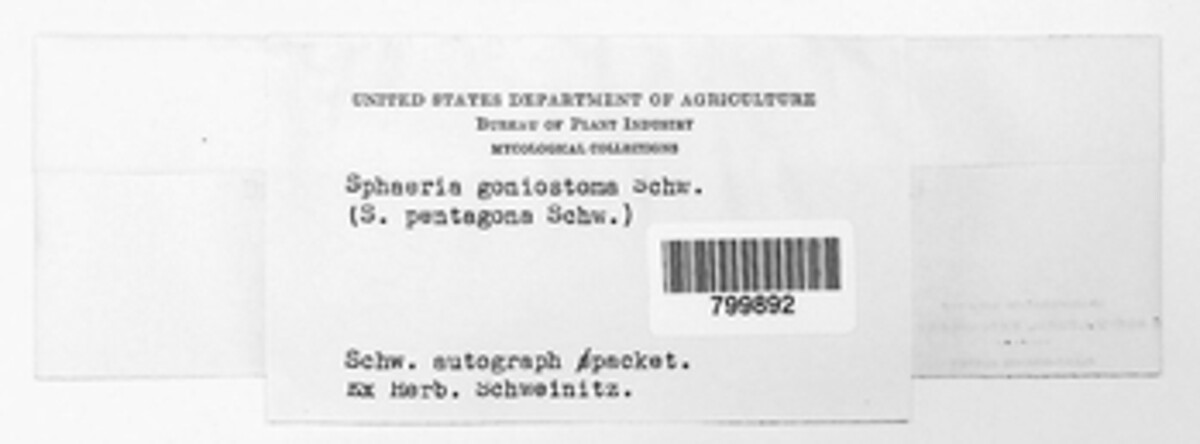 UNITED STATES DEPARTMENT OF AGRICULTURE
BUREAU OF PLANT INDUSTRY
MYCOLOGICAL COLLECTIONS
Sphaeria goniostoma Schw.
(S. pentagona Schw.)
799892
Schw. autograph packet.
Ex Herb. Schweinitz.